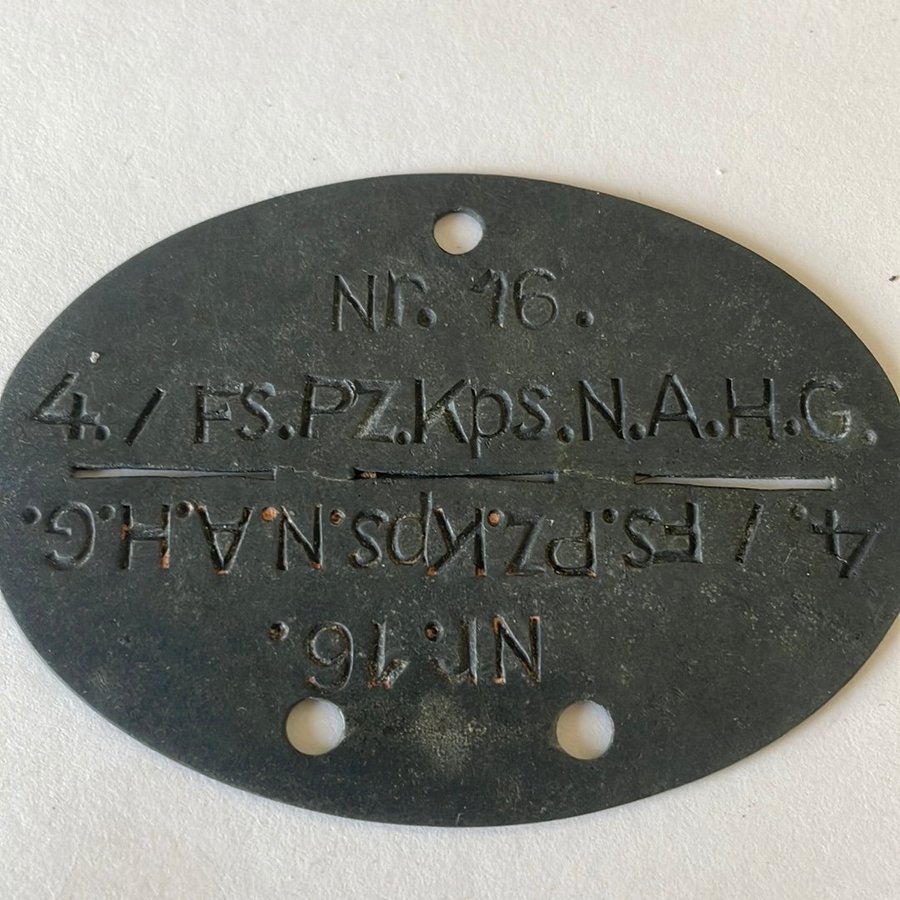 Nr. 16.
4. / FS.PZ.Kps.N.A.H.G.
4. / FS.PZ.Kps.N.A.H.G.
Nr.16.